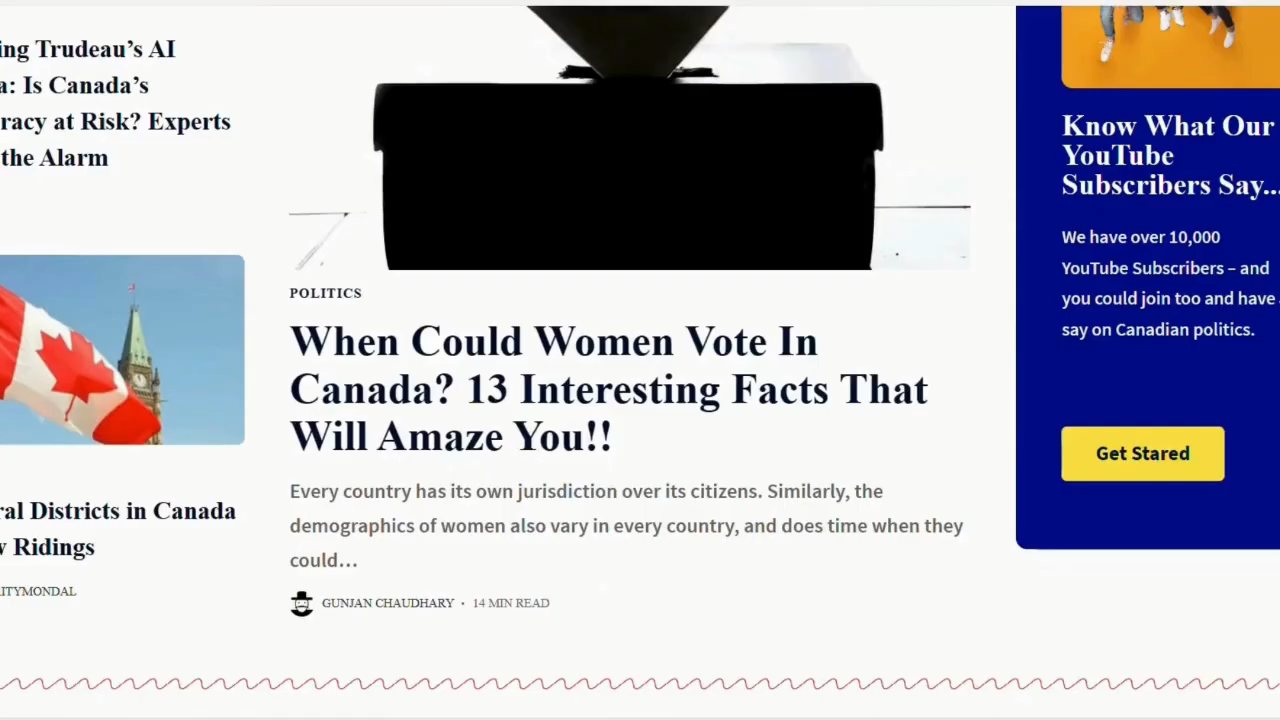 ing Trudeau's AI
a: Is Canada's
racy at Risk? Experts
the Alarm
ral Districts in Canada
w Ridings
ITYMONDAL
POLITICS
When Could Women Vote In
Canada? 13 Interesting Facts That
Will Amaze You!!
Every country has its own jurisdiction over its citizens. Similarly, the
demographics of women also vary in every country, and does time when they
could…
GUNJAN CHAUDHARY • 14 MIN READ
Know What Our
YouTube
Subscribers Say...
We have over 10,000
YouTube Subscribers – and
you could join too and have
say on Canadian politics.
Get Stared